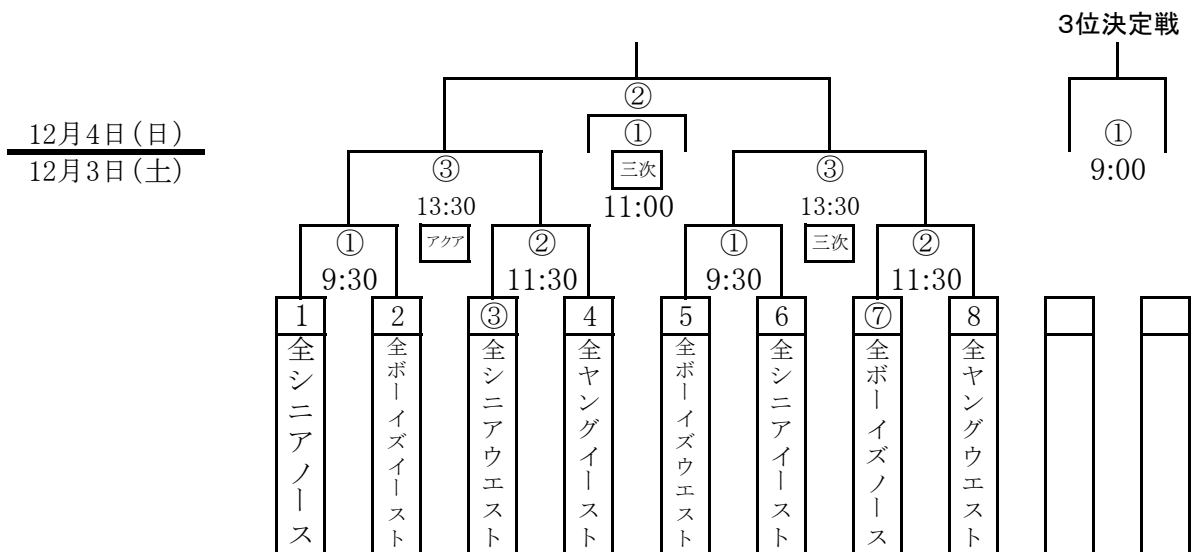 3位決定戦
②
12月4日(日)
①
①
12月3日(土)
③
三次
③
9:00
13:30
11:00
13:30
①
アクア
②
①
三次
②
9:30
11:30
9:30
11:30
1
2
③
4
5
6
⑦
8
全シニアノース
全ボーイズイースト
全シニアウエスト
全ヤングイースト
全ボーイズウエスト
全シニアイースト
全ボーイズノース
全ヤングウエスト